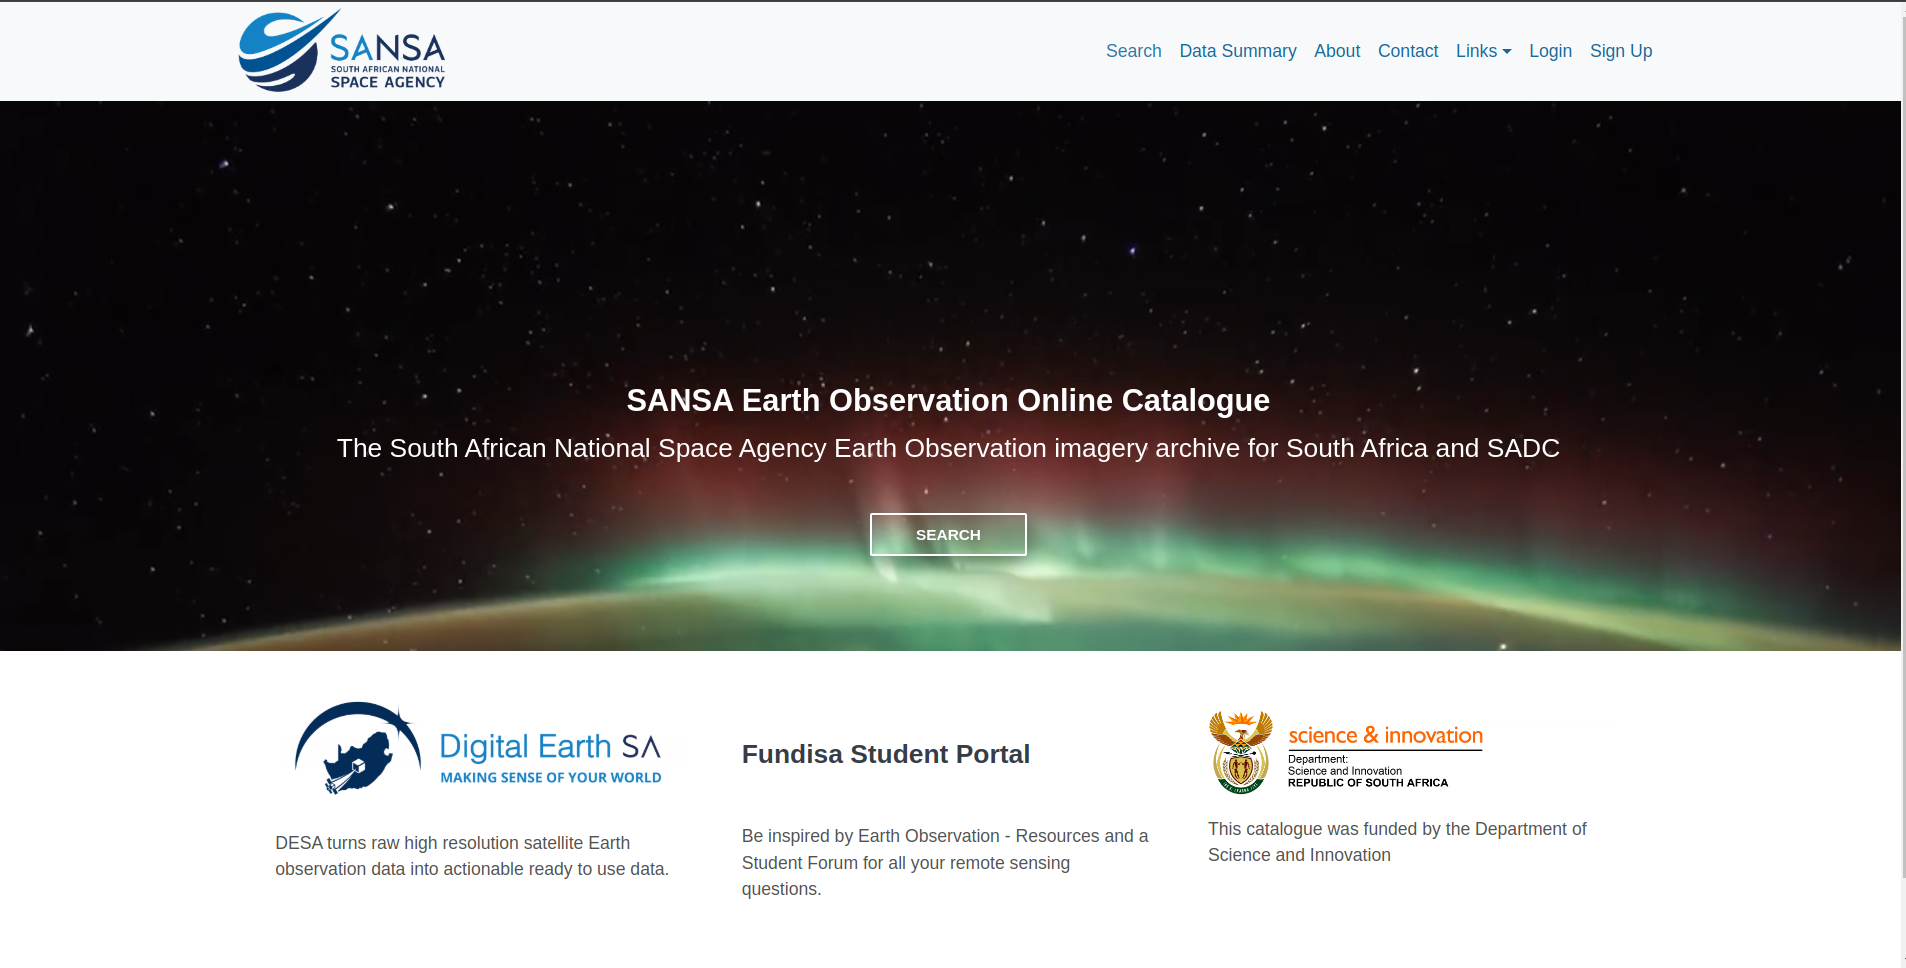 SANSA
SOUTH AFRICAN NATIONAL
SPACE AGENCY
Search Data Summary About Contact Links Login Sign Up
SANSA Earth Observation Online Catalogue
The South African National Space Agency Earth Observation imagery archive for South Africa and SADC
SEARCH
Digital Earth SA
MAKING SENSE OF YOUR WORLD
DESA turns raw high resolution satellite Earth
observation data into actionable ready to use data.
Fundisa Student Portal
Be inspired by Earth Observation - Resources and a
Student Forum for all your remote sensing
questions.
science & innovation
Department:
Science and Innovation
REPUBLIC OF SOUTH AFRICA
This catalogue was funded by the Department of
Science and Innovation